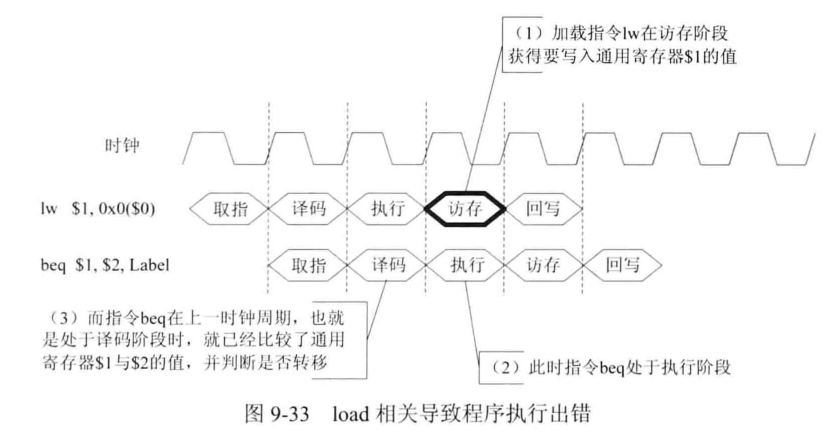 （1）加载指令lw在访存阶段
获得要写入通用寄存器$1的值
时钟
lw $1, 0x0($0)
取指 译码 执行 访存 回写
beq $1, $2, Label
取指 译码 执行 访存 回写
（3）而指令beq在上一时钟周期，也就
是处于译码阶段时，就已经比较了通用
寄存器$1与$2的值，并判断是否转移
（2）此时指令beq处于执行阶段
图 9-33 load 相关导致程序执行出错